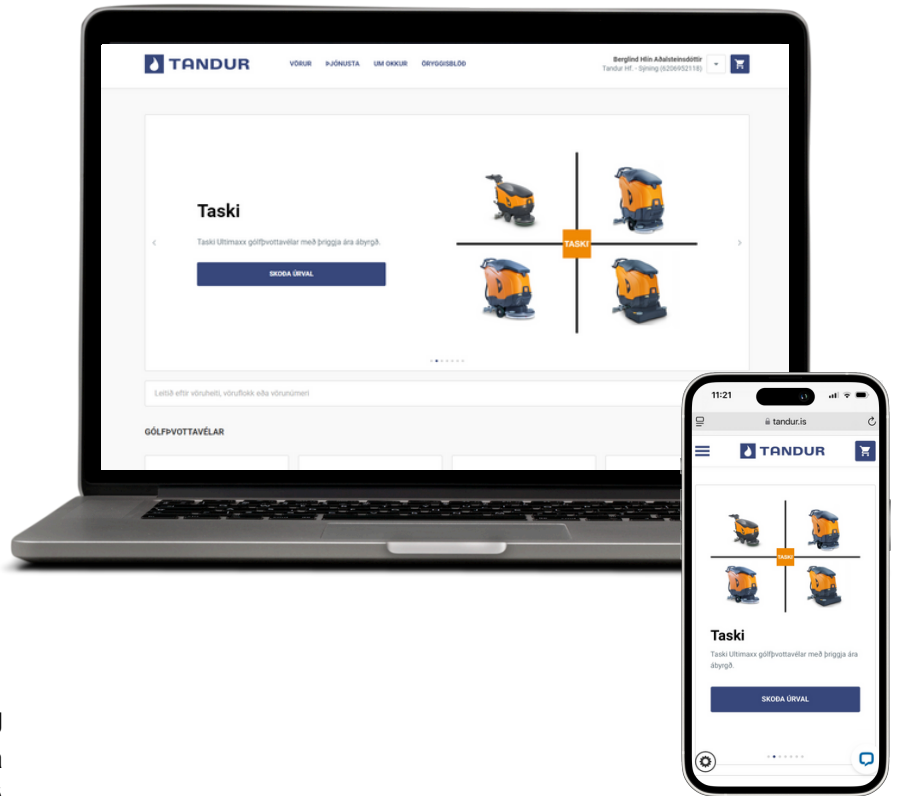 TANDUR
VÖRUR ÞJÓNUSTA UM OKKUR ÖRYGGISBLÖÐ
Berglind Hlín Aðalsteinsdóttir
Tandur Hf. - Sýning (6206952118)
Taski
Taski Ultimaxx gólfþvottavélar með þriggja ára ábyrgð.
SKOÐA ÚRVAL
TASKI
Leitið eftir vöruheiti, vöruflokk eða vörunúmeri
GÓLFÞVOTTAVÉLAR
11:21
tandur.is
TANDUR
TASKI
Taski
Taski Ultimaxx gólfþvottavélar með þriggja ára
ábyrgð.
SKOÐA ÚRVAL